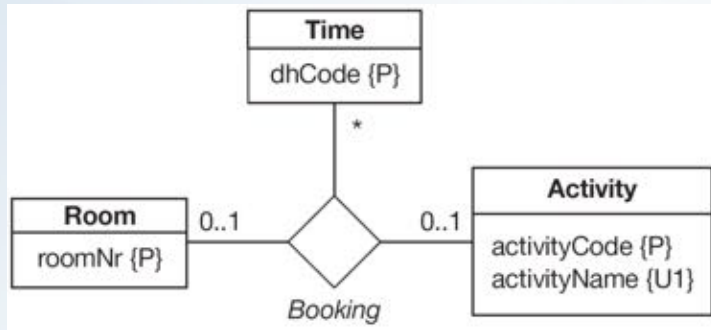 Time
dhCode {P}
*
Room
roomNr {P}
0..1
0..1
Activity
activityCode {P}
activityName {U1}
Booking